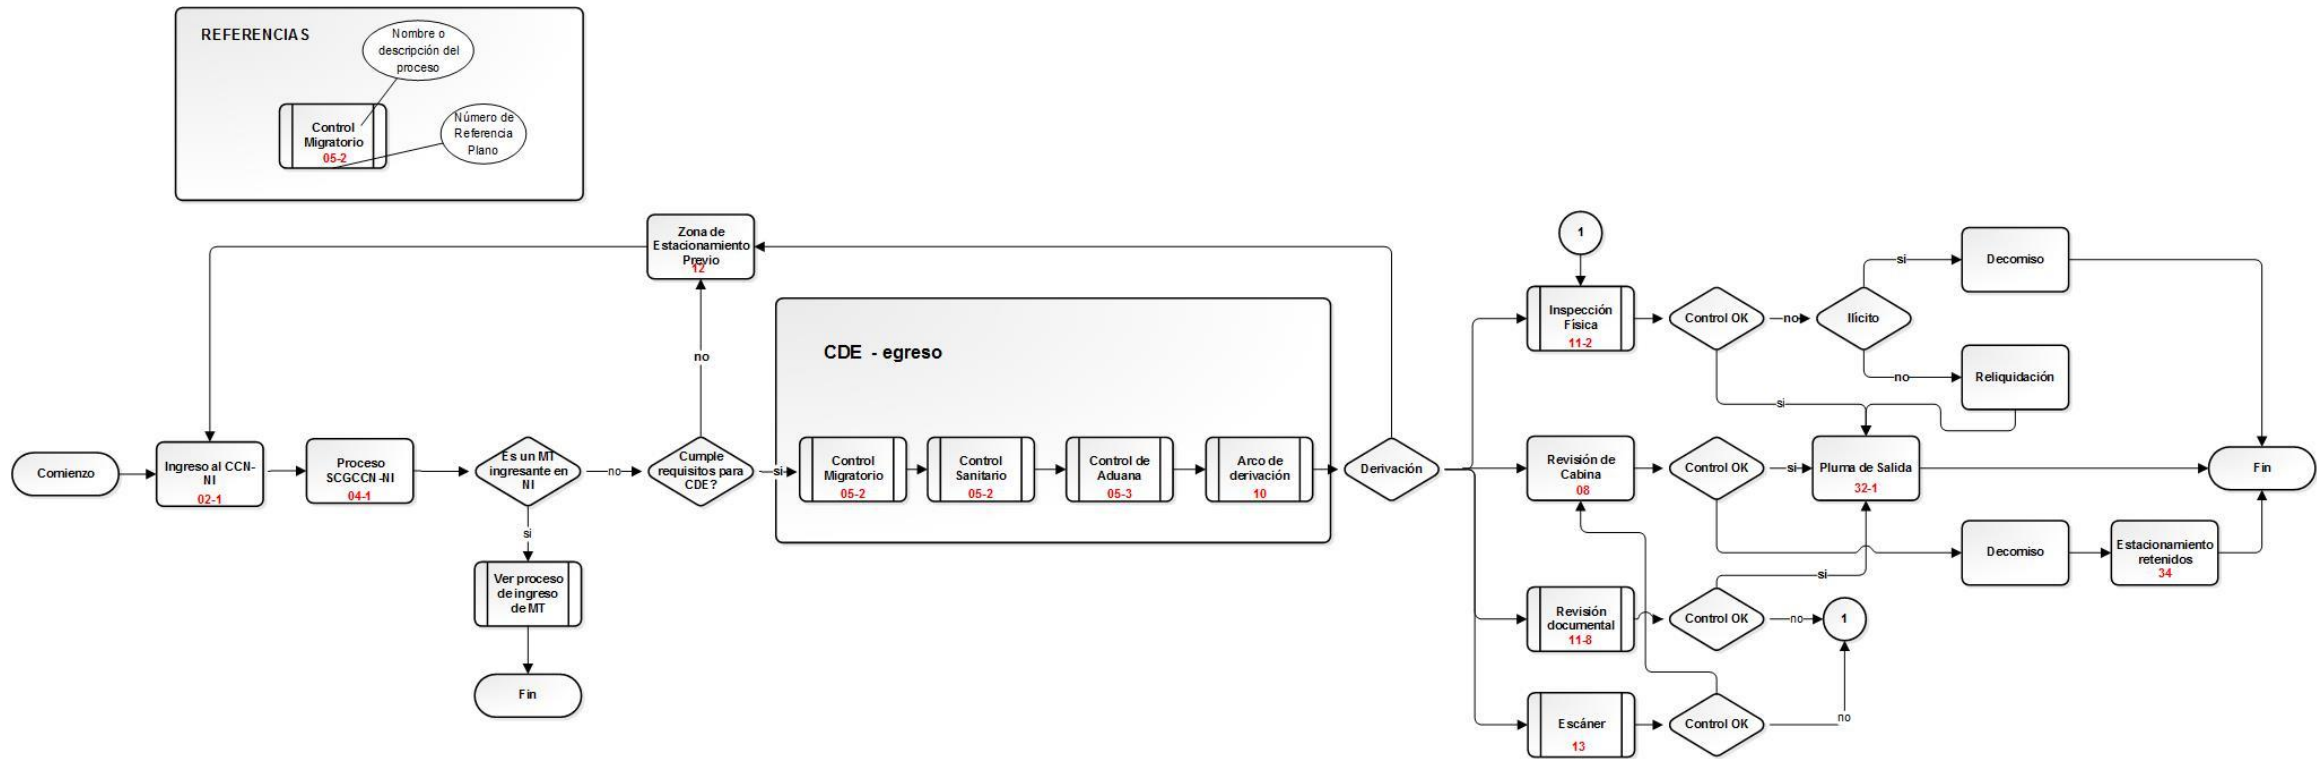 REFERENCIAS
Nombre o
descripción del
proceso
Control
Migratorio
05-2
Número de
Referencia
Plano
Zona de
Estacionamiento
Previo
12
no
CDE - egreso
Comienzo
Ingreso al CCN-
NI
02-1
Proceso
SCGCCN-NI
04-1
Es un MT
ingresante en
NI
no
si
Ver proceso
de ingreso
de MT
Fin
Cumple
requisitos para
CDE?
si
Control
Migratorio
05-2
Control
Sanitario
05-2
Control de
Aduana
05-3
Arco de
derivación
10
Derivación
1
Inspección
Física
11-2
Control OK
no
si
Ilícito
si
Decomiso
no
Reliquidación
Revisión de
Cabina
08
Control OK
si
Pluma de Salida
32-1
Fin
Decomiso
Estacionamiento
retenidos
34
Revisión
documental
11-8
Control OK
si
no
1
Escáner
13
Control OK
no